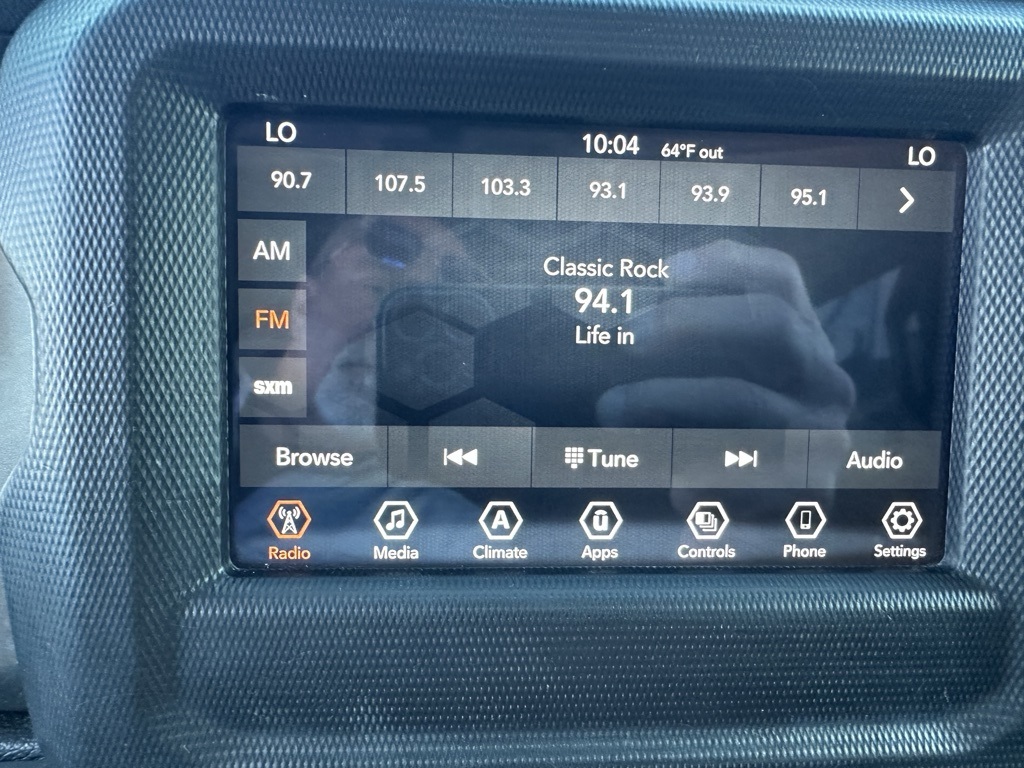 LO 10:04 64°F out LO
90.7 107.5 103.3 93.1 93.9 95.1
AM
Classic Rock
94.1
FM
Life in
sxm
Browse Tune Audio
A ū
Radio Media Climate Apps Controls Phone Settings